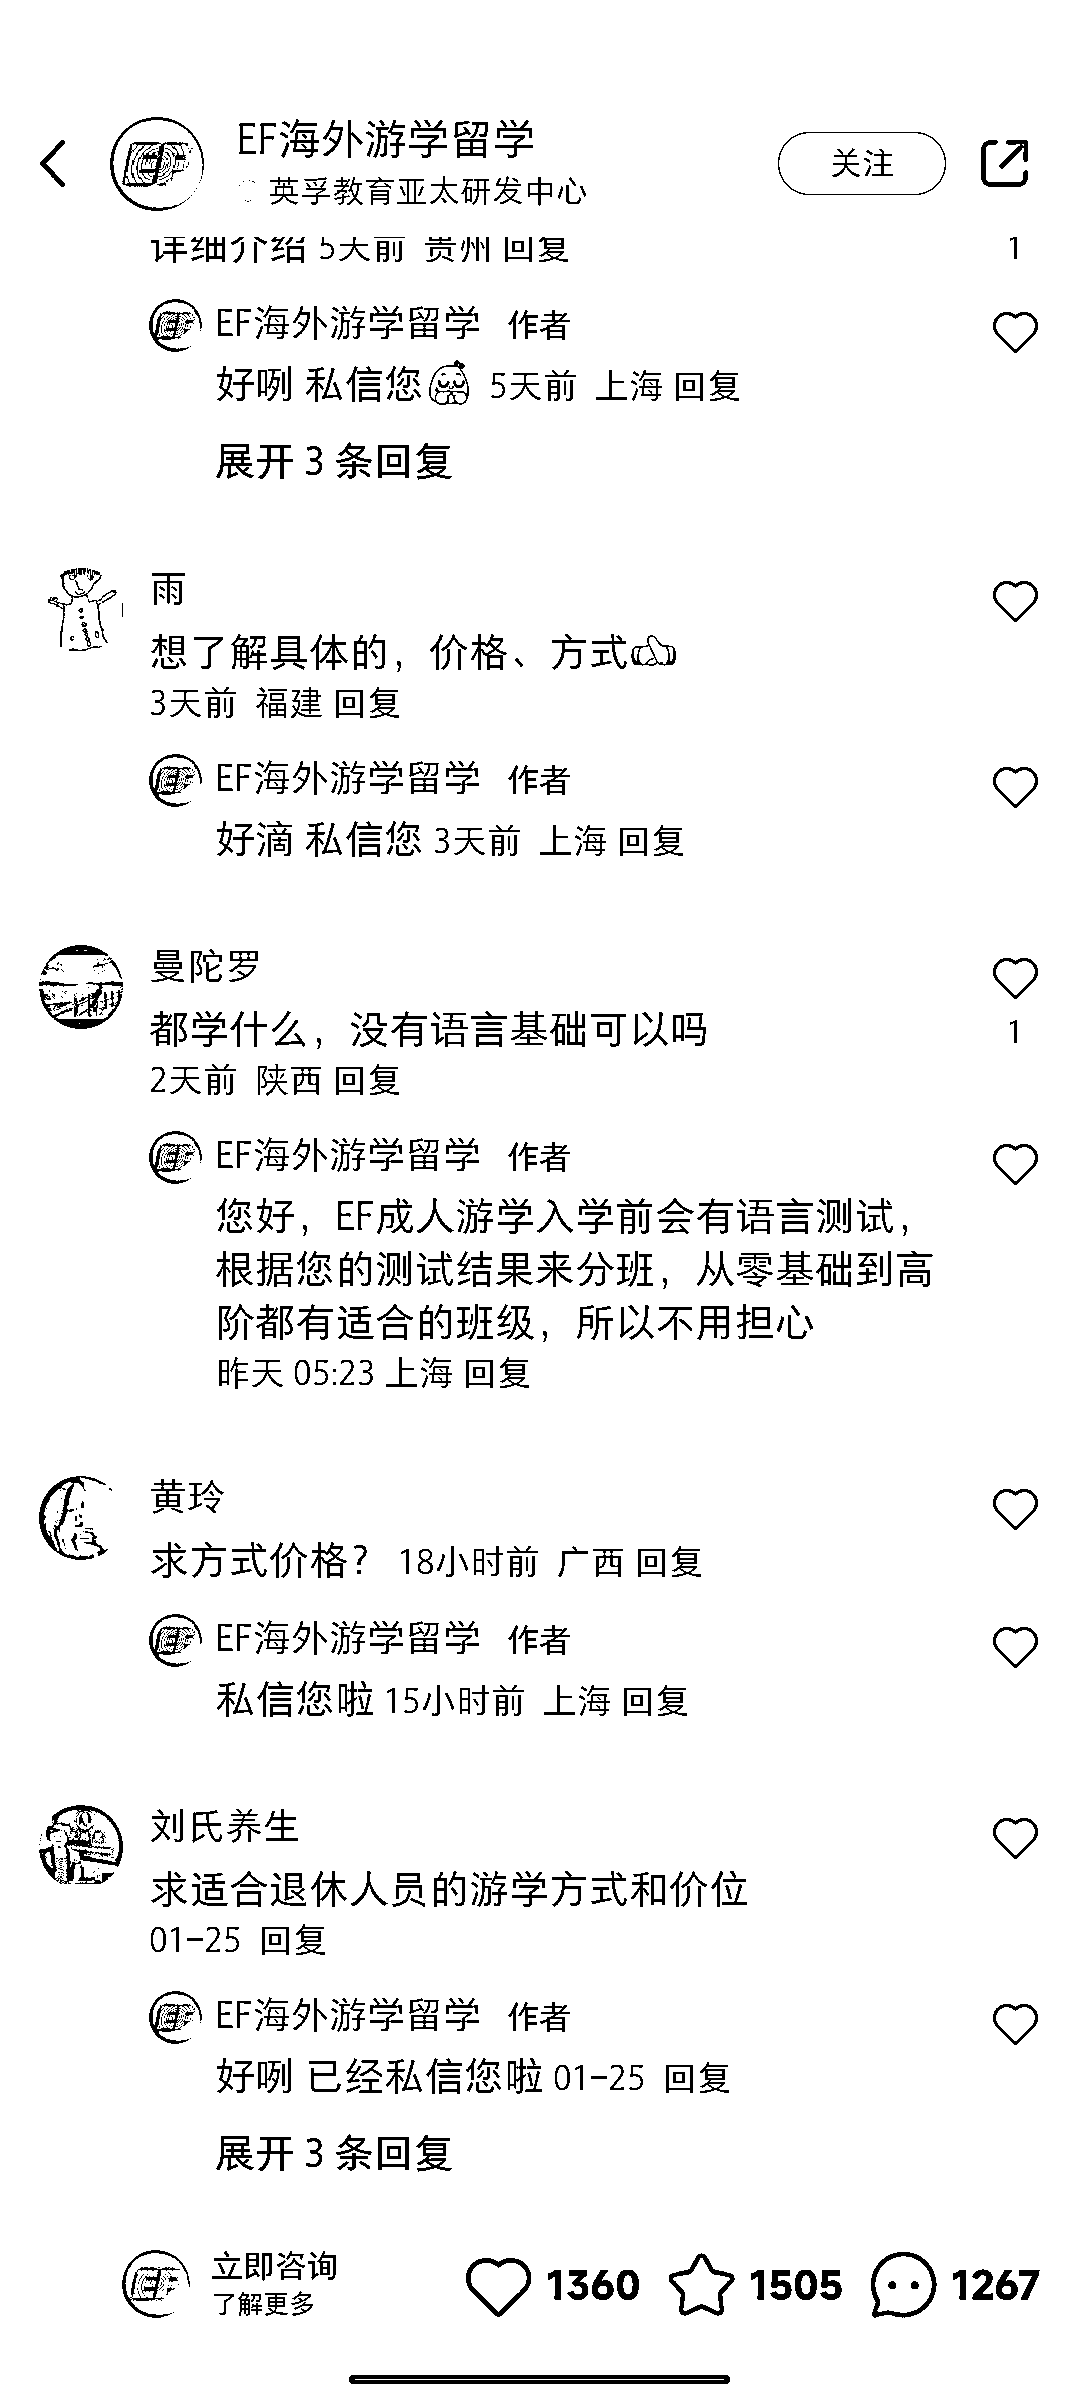 EF海外游学留学
关注
英孚教育亚太研发中心
详细介绍 5天前 贵州 回复
1
EF海外游学留学 作者
好咧 私信您 5天前 上海 回复
展开 3 条回复
雨
想了解具体的，价格、方式
3天前 福建 回复
EF海外游学留学 作者
好滴 私信您 3天前 上海 回复
曼陀罗
都学什么，没有语言基础可以吗
1
2天前 陕西 回复
EF海外游学留学 作者
您好，EF成人游学入学前会有语言测试，
根据您的测试结果来分班，从零基础到高
阶都有适合的班级，所以不用担心
昨天 05:23 上海 回复
黄玲
求方式价格？ 18小时前 广西 回复
EF海外游学留学 作者
私信您啦 15小时前 上海 回复
刘氏养生
求适合退休人员的游学方式和价位
01-25 回复
EF海外游学留学 作者
好咧 已经私信您啦 01-25 回复
展开 3 条回复
立即咨询
了解更多
1360
1505
1267